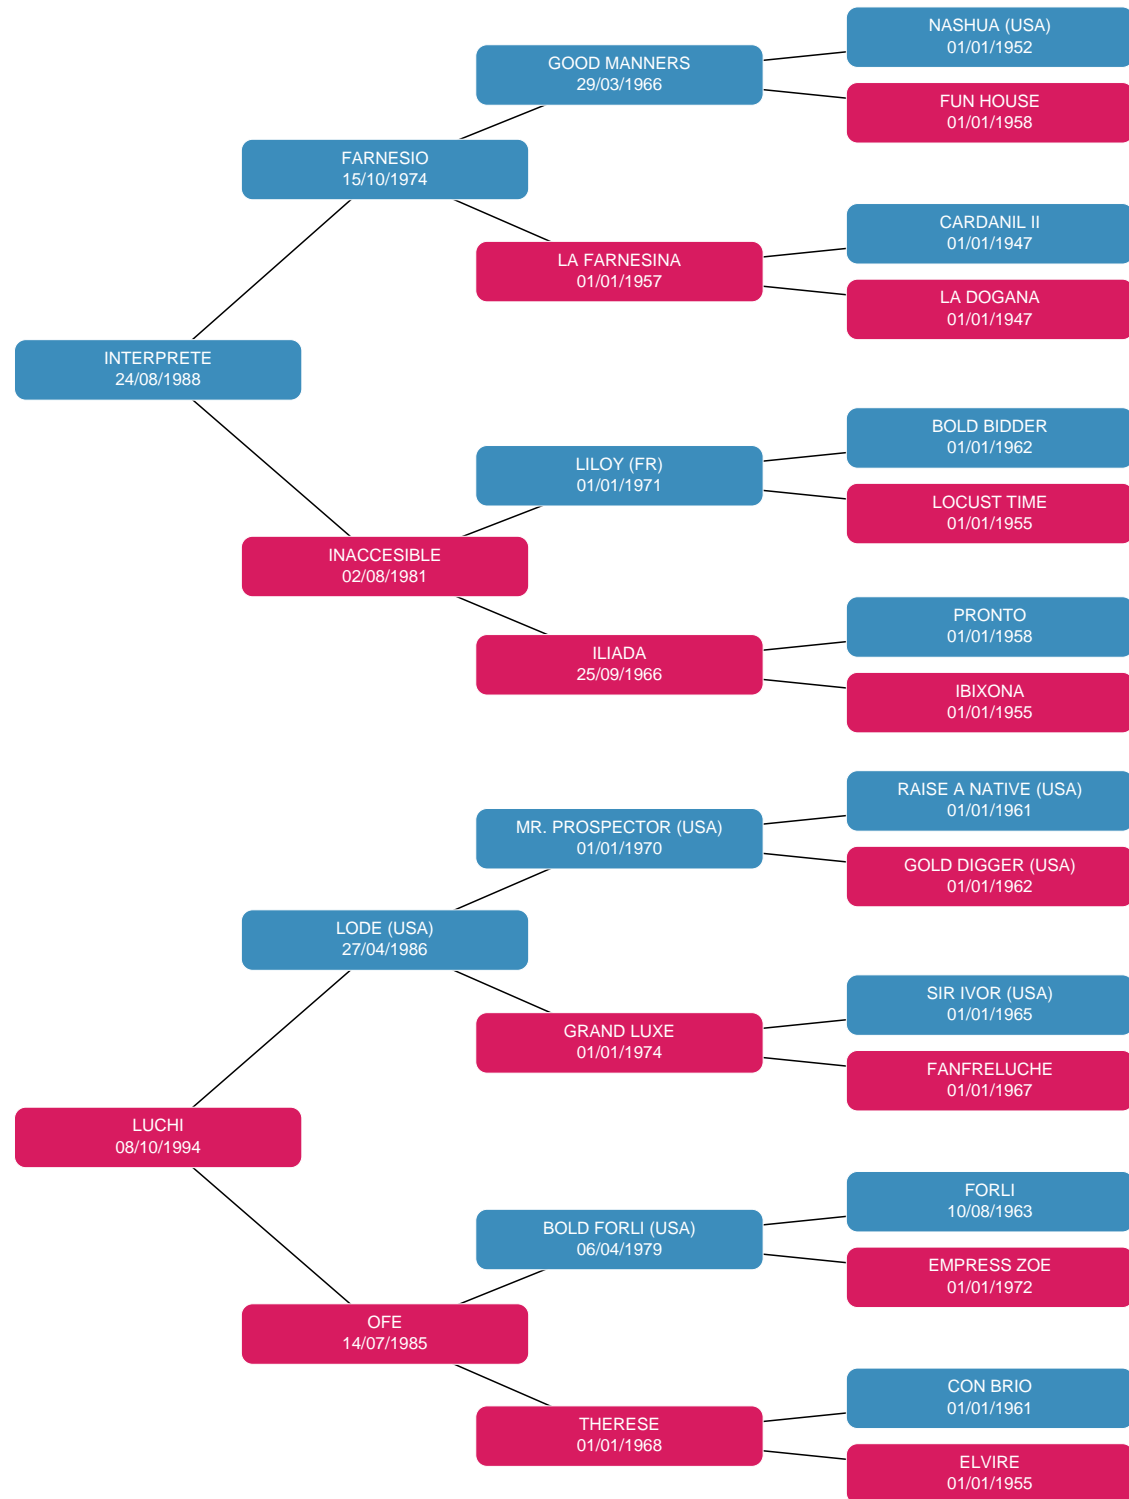 NASHUA (USA)
01/01/1952
GOOD MANNERS
29/03/1966
FUN HOUSE
01/01/1958
FARNESIO
15/10/1974
CARDANIL II
01/01/1947
LA FARNESINA
01/01/1957
LA DOGANA
01/01/1947
INTERPRETE
24/08/1988
BOLD BIDDER
01/01/1962
LILOY (FR)
01/01/1971
LOCUST TIME
01/01/1955
INACCESIBLE
02/08/1981
PRONTO
01/01/1958
ILIADA
25/09/1966
IBIXONA
01/01/1955
RAISE A NATIVE (USA)
01/01/1961
MR. PROSPECTOR (USA)
01/01/1970
GOLD DIGGER (USA)
01/01/1962
LODE (USA)
27/04/1986
SIR IVOR (USA)
01/01/1965
GRAND LUXE
01/01/1974
FANFRELUCHE
01/01/1967
LUCHI
08/10/1994
FORLI
10/08/1963
BOLD FORLI (USA)
06/04/1979
EMPRESS ZOE
01/01/1972
OFE
14/07/1985
CON BRIO
01/01/1961
THERESE
01/01/1968
ELVIRE
01/01/1955